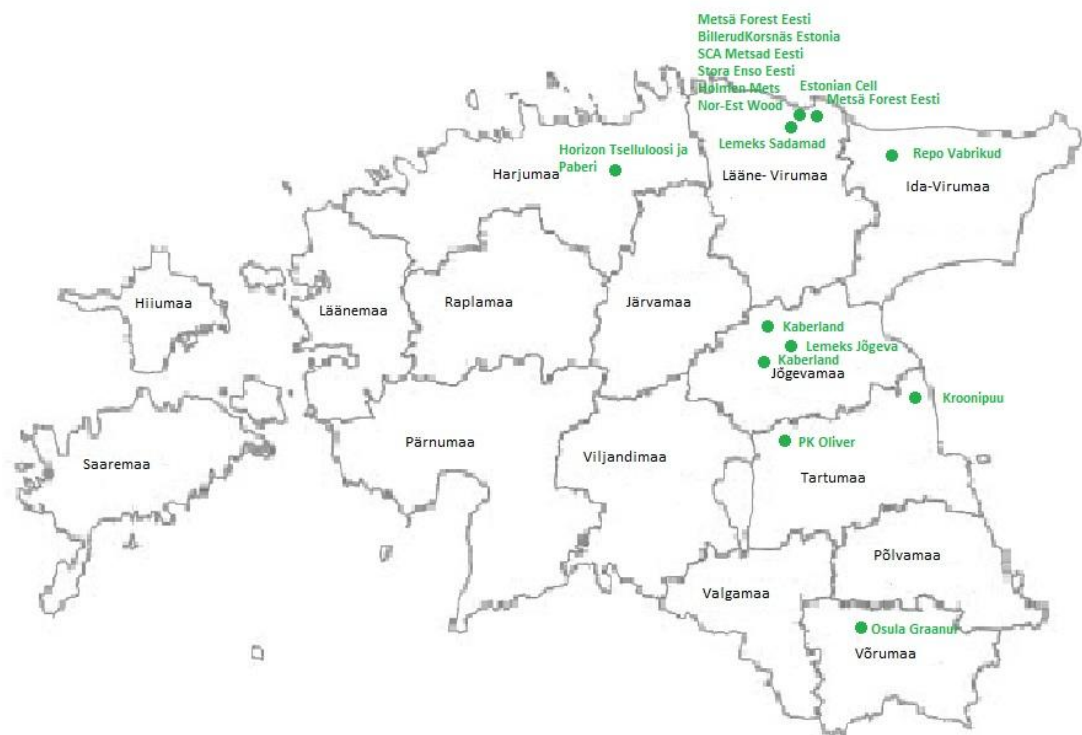 Metsä Forest Eesti
BillerudKorsnäs Estonia
SCA Metsad Eesti
Stora Enso Eesti
Holmen Mets
Nor-Est Wood
Estonian Cell
Metsä Forest Eesti
Lemeks Sadamad
Horizon Tselluloosi ja
Paberi
Harjumaa
Lääne- Virumaa
Repo Vabrikud
Ida-Virumaa
Hiiumaa
Läänemaa
Raplamaa
Järvamaa
Kaberland
Lemeks Jõgeva
Kaberland
Jõgevamaa
Kroonipuu
Saaremaa
Pärnumaa
Viljandimaa
PK Oliver
Tartumaa
Põlvamaa
Valgamaa
Osula Graanul
Võrumaa